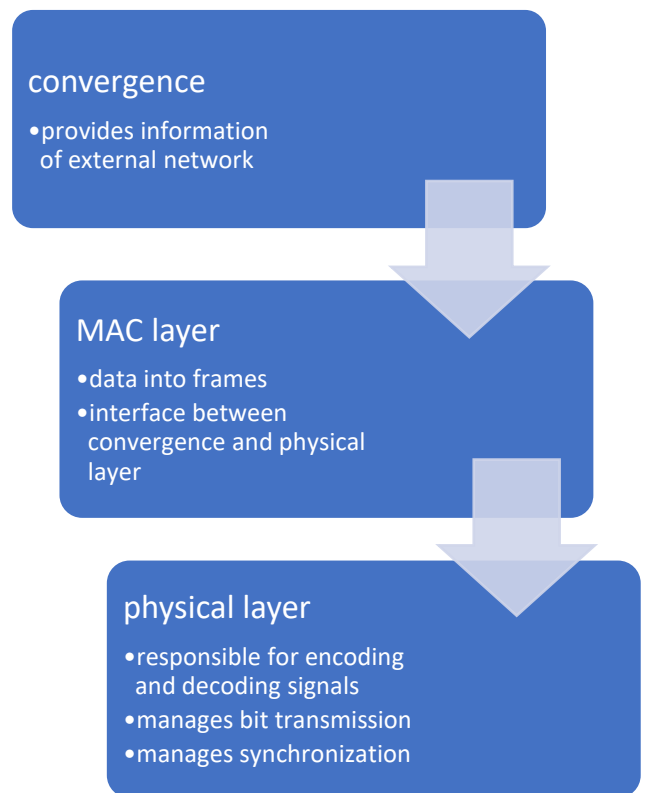 convergence
•provides information
of external network
MAC layer
•data into frames
•interface between
convergence and physical
layer
physical layer
•responsible for encoding
and decoding signals
•manages bit transmission
•manages synchronization